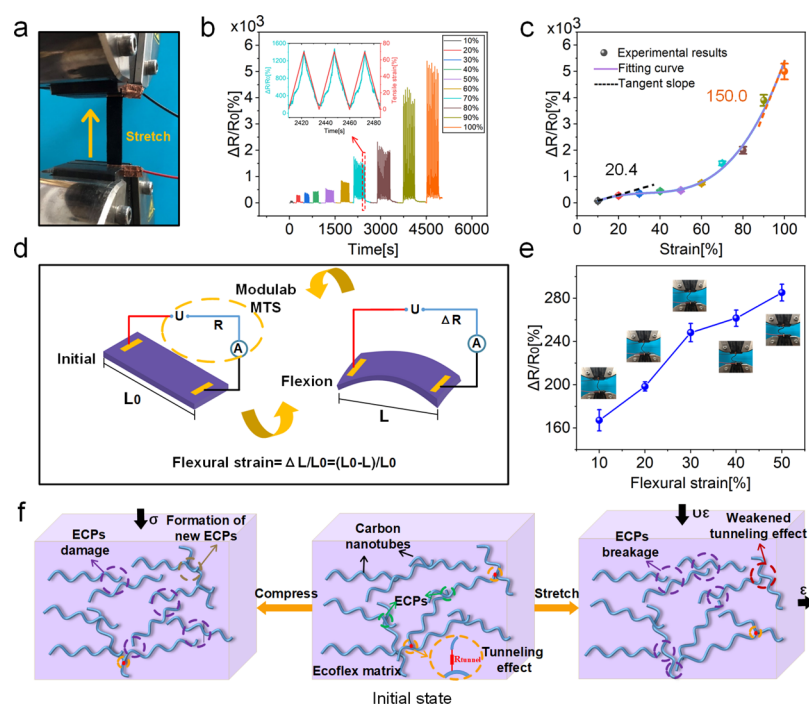 a
Stretch
b
×10³
ΔR/R₀[%]
6
5
4
3
2
1
0
0
1500
3000
4500
6000
Time[s]
10%
20%
30%
40%
50%
60%
70%
80%
90%
100%
ΔR/R₀[%]
1600
1200
800
400
0
2420
2440
2460
2480
Time[s]
80
60
40
20
0
Tensile strain[%]
c
×10³
ΔR/R₀[%]
6
5
4
3
2
1
0
Experimental results
Fitting curve
Tangent slope
150.0
20.4
20
40
60
80
100
Strain[%]
d
Modulab
MTS
U
R
A
Initial
L₀
U
ΔR
A
Flexion
L
Flexural strain= ΔL/L₀=(L₀-L)/L₀
e
ΔR/R₀[%]
280
240
200
160
10
20
30
40
50
Flexural strain[%]
f
σ
ECPs
damage
Formation of
new ECPs
Compress
Carbon
nanotubes
ECPs
Ecoflex matrix
Rtunnel
Tunneling
effect
Initial state
Stretch
υε
ECPs
breakage
Weakened
tunneling effect
ε